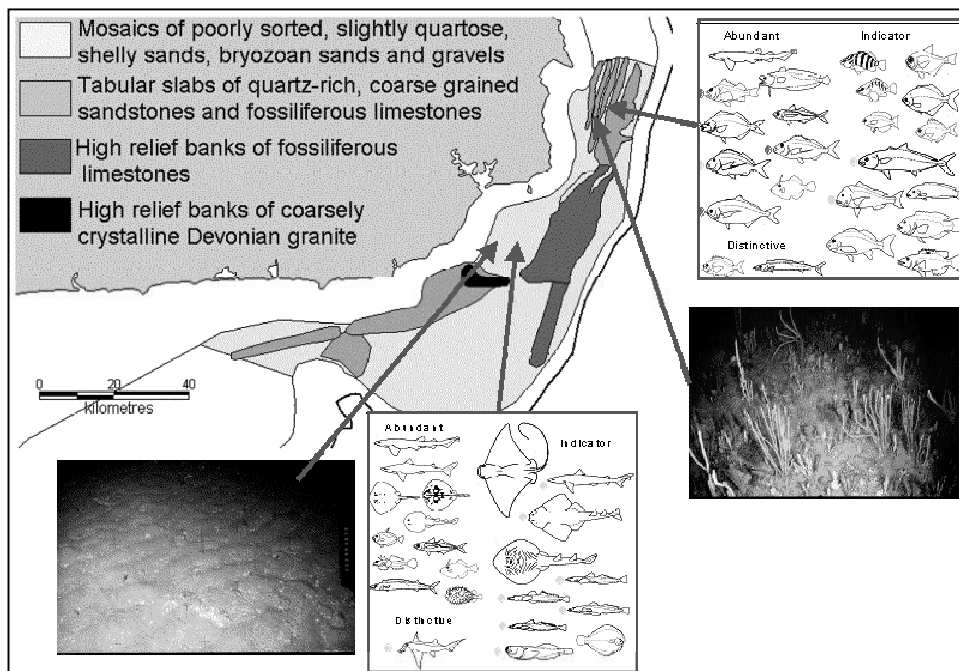 Mosaics of poorly sorted, slightly quartose,
shelly sands, bryozoan sands and gravels
Tabular slabs of quartz-rich, coarse grained
sandstones and fossiliferous limestones
High relief banks of fossiliferous
limestones
High relief banks of coarsely
crystalline Devonian granite
0 20 40
kilometres
Abundant Indicator
Distinctive
Abundant
Indicator